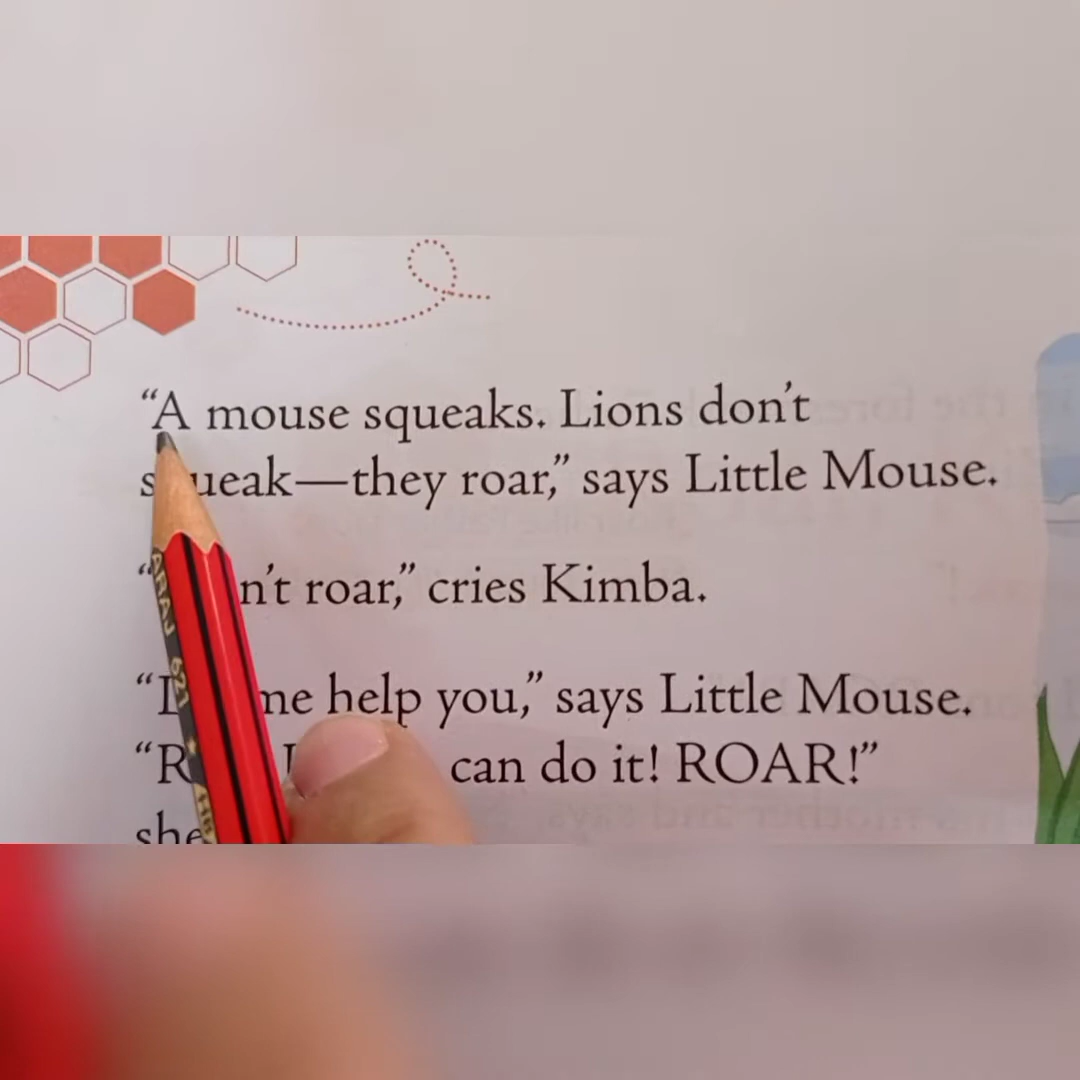 “A mouse squeaks. Lions don’t
squeak—they roar,” says Little Mouse.
n’t roar,” cries Kimba.
me help you,” says Little Mouse.
can do it! ROAR!”
she